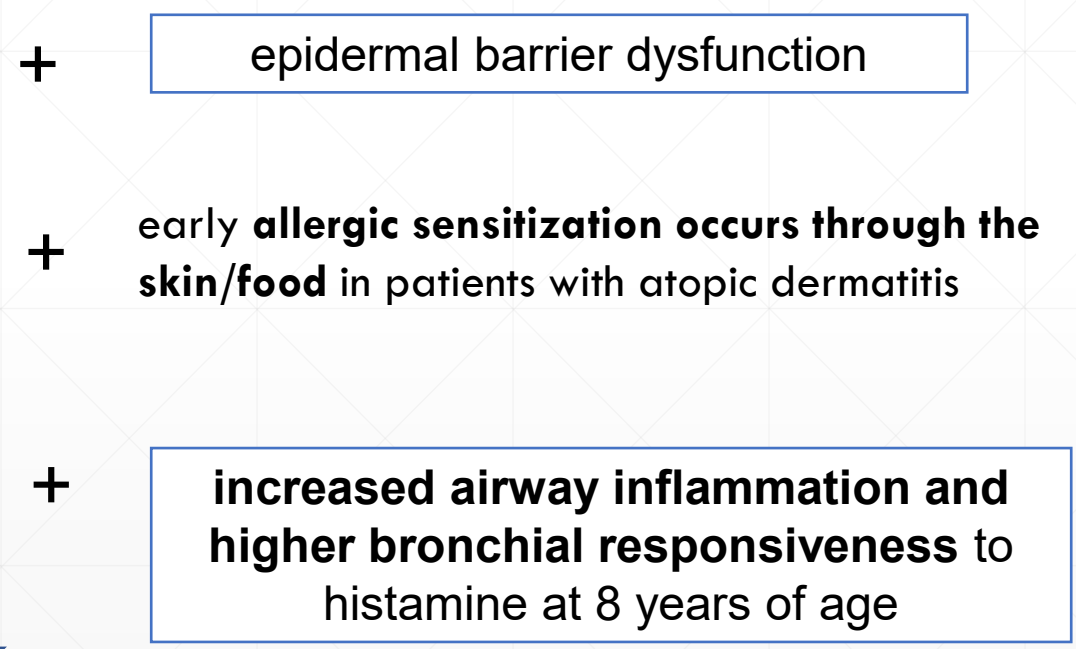 + epidermal barrier dysfunction
+ early allergic sensitization occurs through the
skin/food in patients with atopic dermatitis
+ increased airway inflammation and
higher bronchial responsiveness to
histamine at 8 years of age